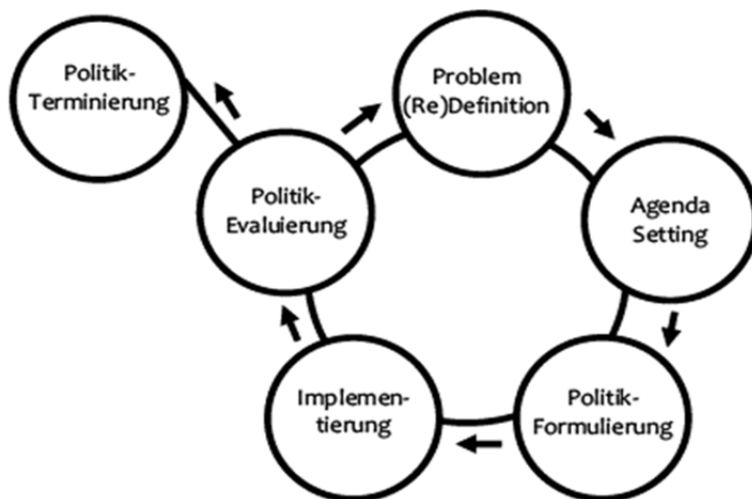 Politik-
Terminierung
Problem
(Re)Definition
Politik-
Evaluierung
Agenda
Setting
Implemen-
tierung
Politik-
Formulierung